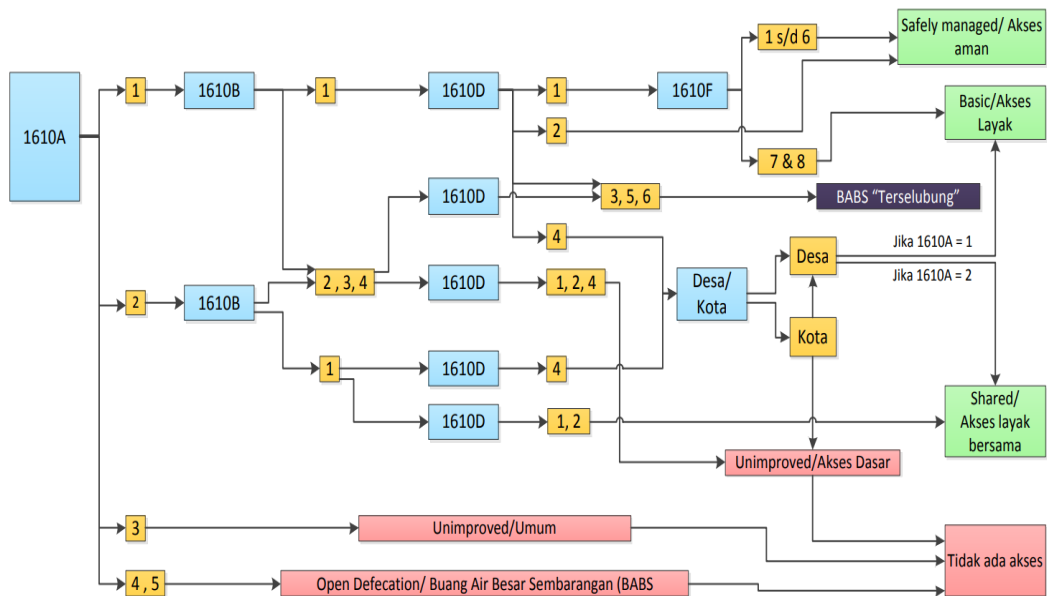 1 s/d 6
Safely managed/ Akses
aman
1610A
1
1610B
1
1610D
1
1610F
2
Basic/Akses
Layak
7 & 8
1610D
3, 5, 6
BABS “Terselubung”
4
Desa
Jika 1610A = 1
Jika 1610A = 2
2
1610B
2 , 3, 4
1610D
1, 2, 4
Desa/
Kota
Kota
1
1610D
4
1610D
1, 2
Shared/
Akses layak
bersama
Unimproved/Akses Dasar
3
Unimproved/Umum
Tidak ada akses
4 , 5
Open Defecation/ Buang Air Besar Sembarangan (BABS